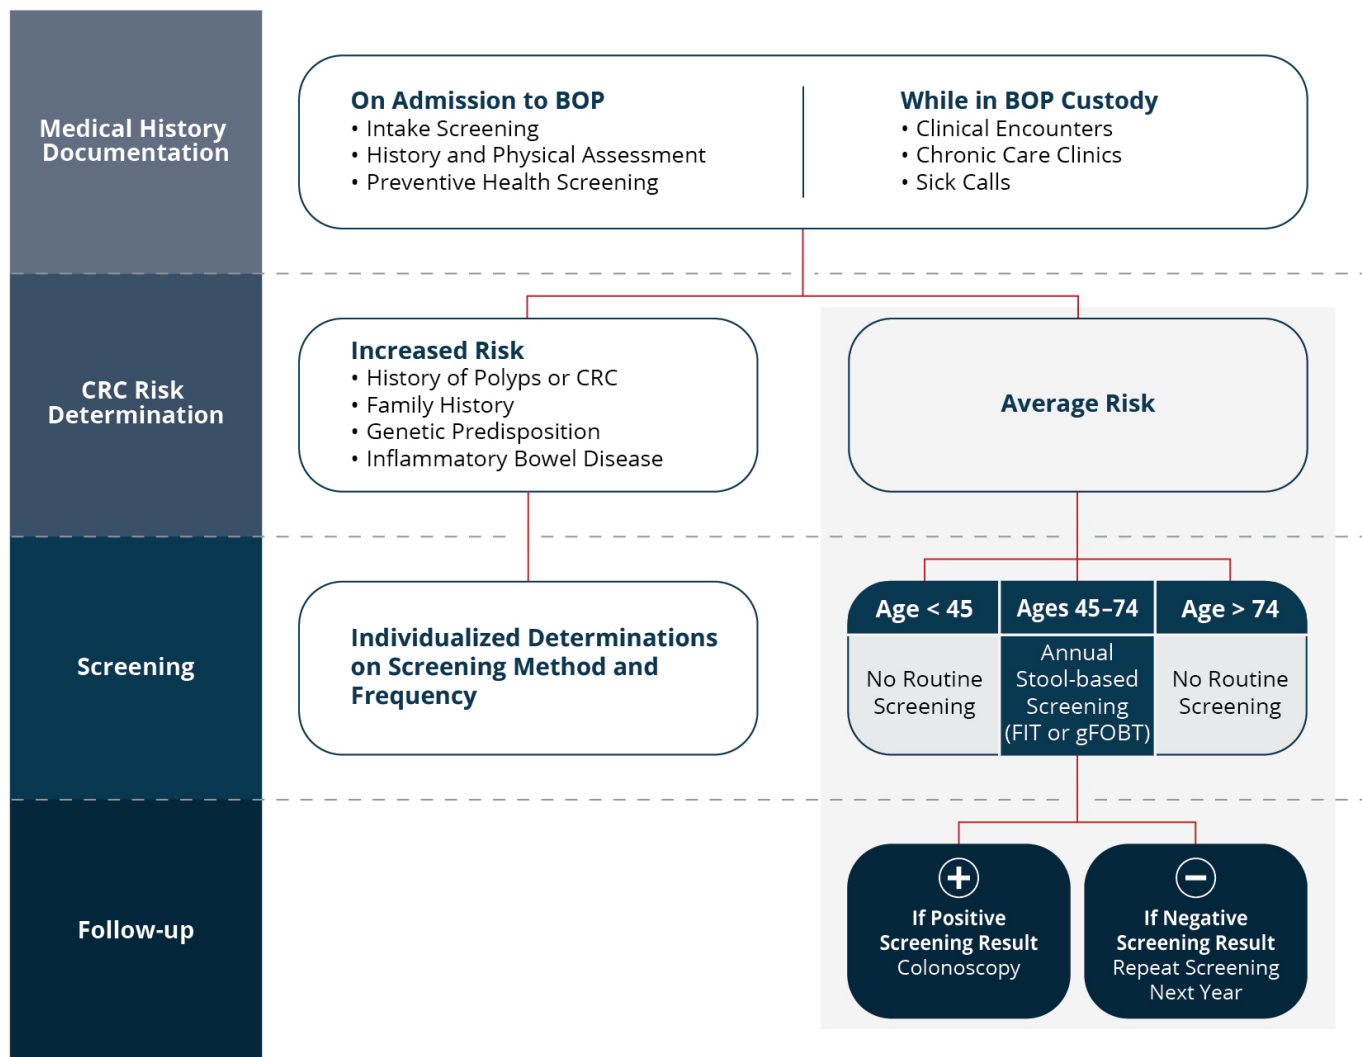 Medical History
Documentation
On Admission to BOP
• Intake Screening
• History and Physical Assessment
• Preventive Health Screening
While in BOP Custody
• Clinical Encounters
• Chronic Care Clinics
• Sick Calls
CRC Risk
Determination
Increased Risk
• History of Polyps or CRC
• Family History
• Genetic Predisposition
• Inflammatory Bowel Disease
Average Risk
Screening
Individualized Determinations
on Screening Method and
Frequency
Age < 45
No Routine
Screening
Ages 45–74
Annual
Stool-based
Screening
(FIT or gFOBT)
Age > 74
No Routine
Screening
Follow-up
If Positive
Screening Result
Colonoscopy
If Negative
Screening Result
Repeat Screening
Next Year